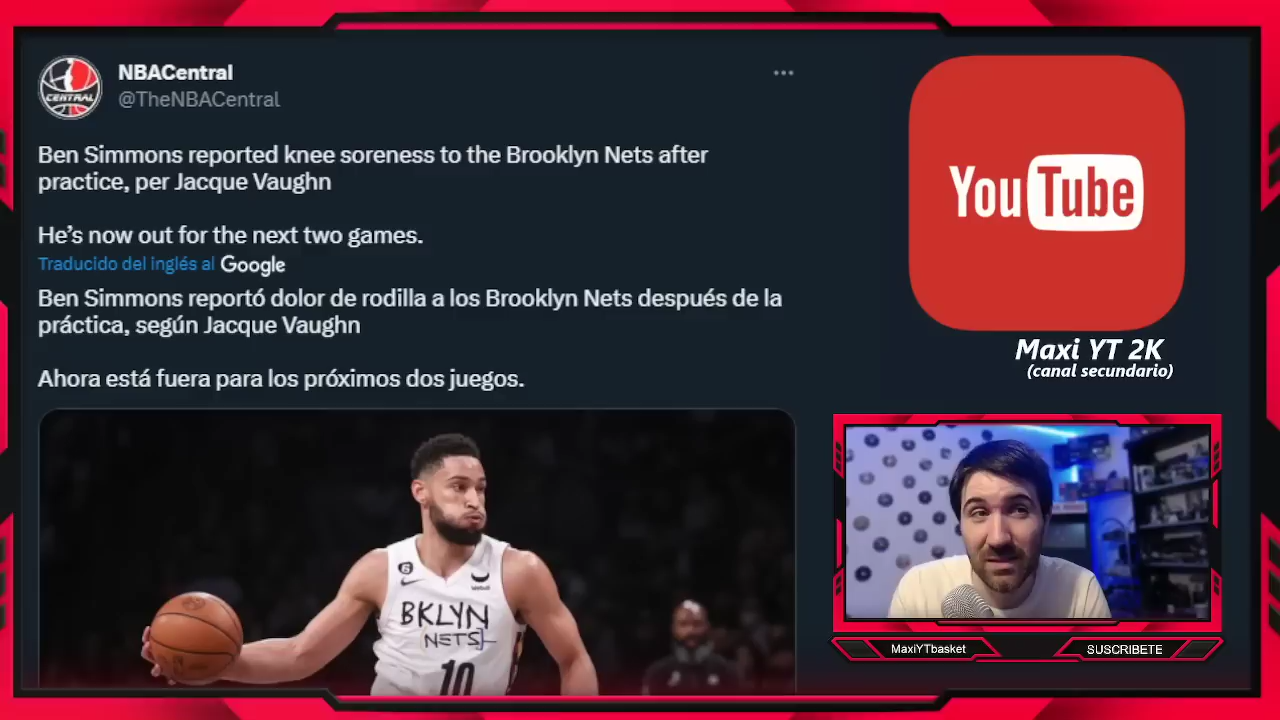 NBACentral
@TheNBACentral
Ben Simmons reported knee soreness to the Brooklyn Nets after
practice, per Jacque Vaughn
He's now out for the next two games.
Traducido del inglés al Google
Ben Simmons reportó dolor de rodilla a los Brooklyn Nets después de la
práctica, según Jacque Vaughn
Ahora está fuera para los próximos dos juegos.
CENTRAL
6
BKLYN
NETS
10
YouTube
Maxi YT 2K
(canal secundario)
MaxiYTbasket
SUSCRIBETE